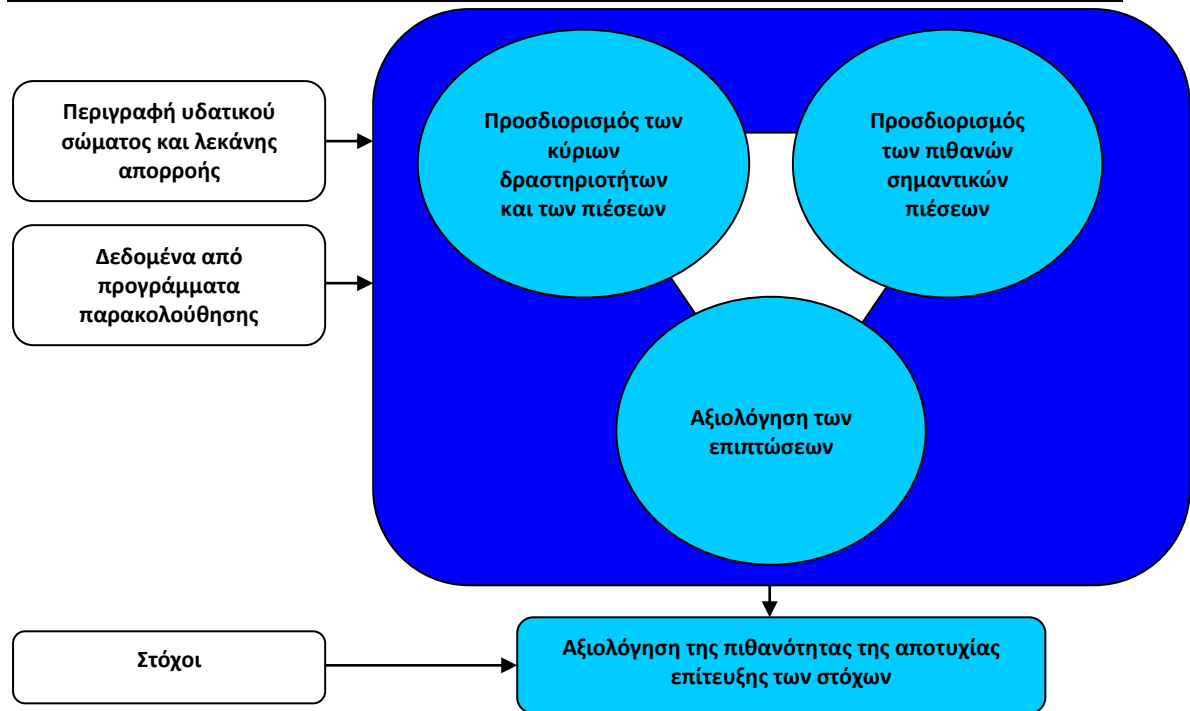 Περιγραφή υδατικού
σώματος και λεκάνης
απορροής
Δεδομένα από
προγράμματα
παρακολούθησης
Προσδιορισμός των
κύριων
δραστηριοτήτων
και των πιέσεων
Προσδιορισμός
των πιθανών
σημαντικών
πιέσεων
Αξιολόγηση των
επιπτώσεων
Στόχοι
Αξιολόγηση της πιθανότητας της αποτυχίας
επίτευξης των στόχων